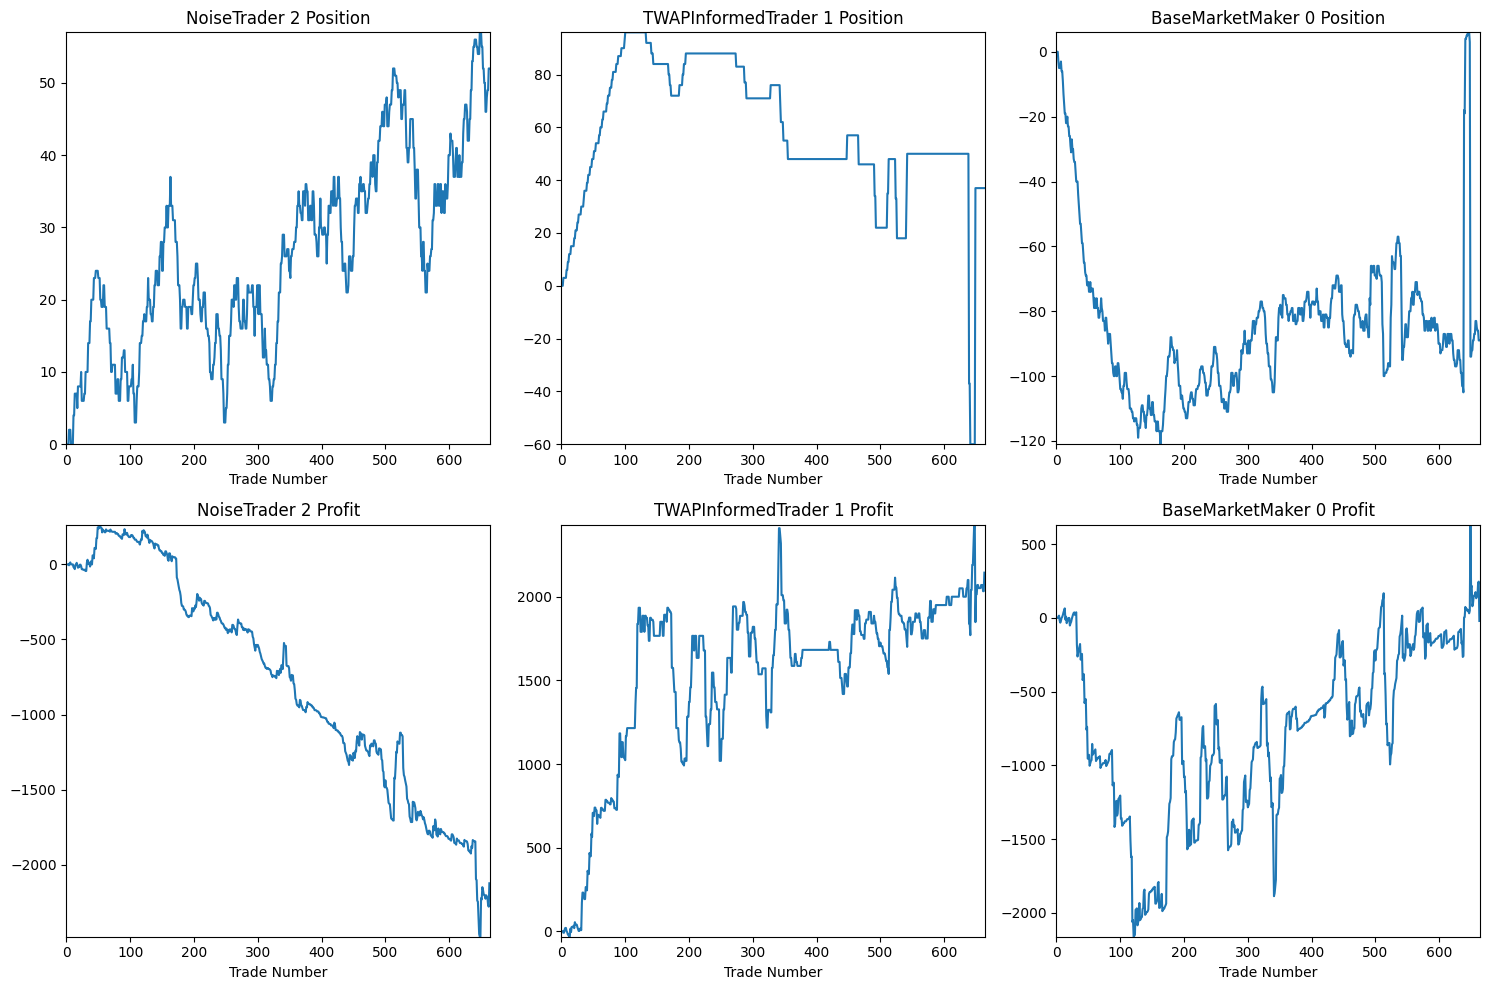 NoiseTrader 2 Position
TWAPInformedTrader 1 Position
BaseMarketMaker 0 Position
50
40
30
20
10
0
0 100 200 300 400 500 600
Trade Number
80
60
40
20
0
−20
−40
−60
0 100 200 300 400 500 600
Trade Number
0
−20
−40
−60
−80
−100
−120
0 100 200 300 400 500 600
Trade Number
NoiseTrader 2 Profit
TWAPInformedTrader 1 Profit
BaseMarketMaker 0 Profit
0
−500
−1000
−1500
−2000
0 100 200 300 400 500 600
Trade Number
2000
1500
1000
500
0
0 100 200 300 400 500 600
Trade Number
500
0
−500
−1000
−1500
−2000
0 100 200 300 400 500 600
Trade Number